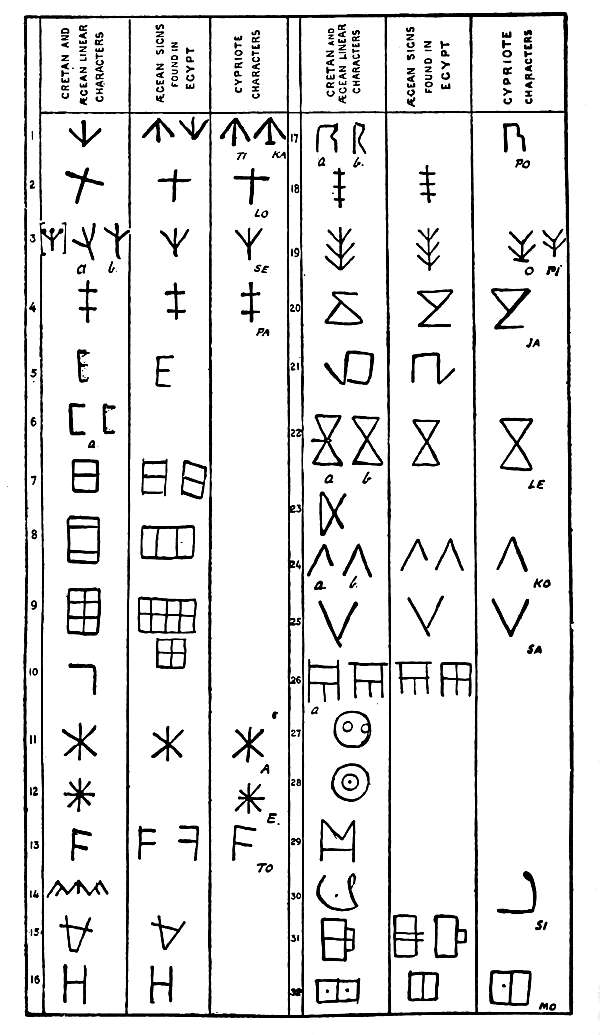 CRETAN AND
ÆGEAN LINEAR
CHARACTERS
ÆGEAN SIGNS
FOUND IN
EGYPT
CYPRIOTE
CHARACTERS
1
TI KA
2
LO
3
a b
SE
4
PA
5
6
a
7
8
9
10
11
A
12
E.
13
TO
14
15
16
CRETAN AND
ÆGEAN LINEAR
CHARACTERS
ÆGEAN SIGNS
FOUND IN
EGYPT
CYPRIOTE
CHARACTERS
17
a b.
PO
18
19
O Pi
20
JA
21
22
a b
LE
23
24
a b.
KO
25
SA
26
a
27
28
29
30
SI
31
32
MO